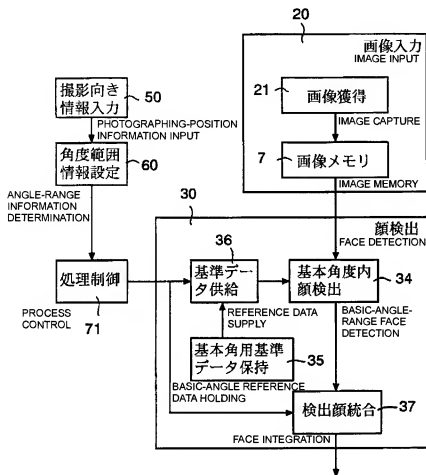 20
画像入力
IMAGE INPUT
21
画像獲得
IMAGE CAPTURE
7
画像メモリ
IMAGE MEMORY
撮影向き
情報入力
50
PHOTOGRAPHING-POSITION
INFORMATION INPUT
角度範囲
情報設定
60
ANGLE-RANGE
INFORMATION
DETERMINATION
処理制御
71
PROCESS
CONTROL
30
顔検出
FACE DETECTION
36
基準デー
タ供給
REFERENCE DATA
SUPPLY
基本角度内
顔検出
34
BASIC-ANGLE-
RANGE FACE
DETECTION
基本角用基準
データ保持
35
BASIC-ANGLE REFERENCE
DATA HOLDING
検出顔統合
37
FACE INTEGRATION